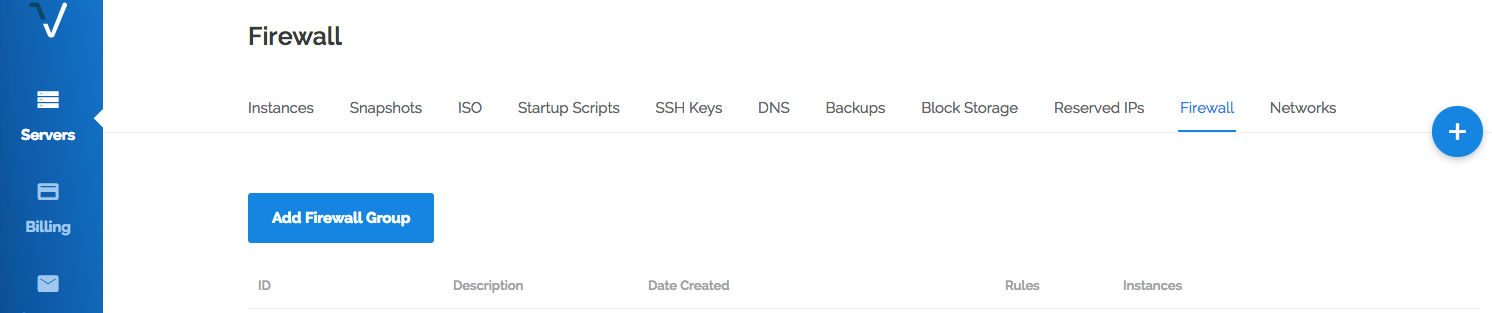 Firewall
Instances Snapshots ISO Startup Scripts SSH Keys DNS Backups Block Storage Reserved IPs Firewall Networks
Servers
Billing
Add Firewall Group
ID Description Date Created Rules Instances